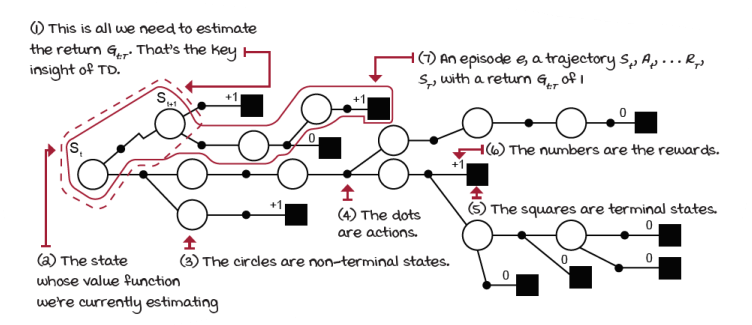 (1) This is all we need to estimate
the return G_{t:T}. That's the key
insight of TD.
(7) An episode e, a trajectory S_t, A_t, ... R_T,
S_T, with a return G_{t:T} of 1
S_{t+1}
+1
+1
0
0
S_t
(6) The numbers are the rewards.
+1
+1
(4) The dots
are actions.
(5) The squares are terminal states.
0
(2) The state
whose value function
we're currently estimating
(3) The circles are non-terminal states.
0
0
0